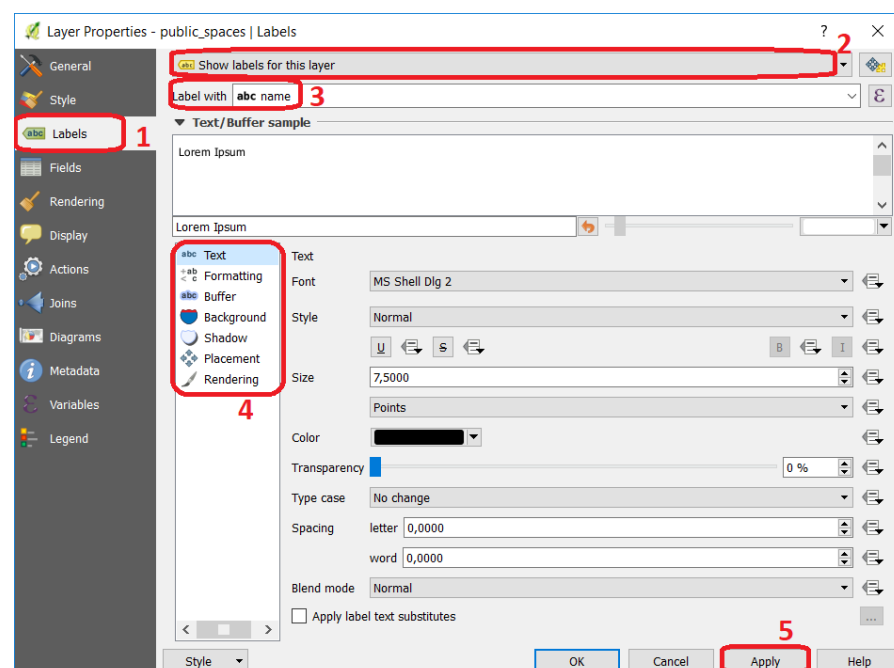 Layer Properties - public_spaces | Labels ? X
2
General
Show labels for this layer
Style
Label with abc name 3 ε
abc Labels 1
Text/Buffer sample
Fields
Lorem Ipsum
Rendering
Lorem Ipsum
Display
abc Text
Text
Actions
Formatting
Font MS Shell Dlg 2
abc Buffer
Joins
Background
Style Normal
Diagrams
Shadow
U S B I
Placement
Metadata
Rendering
Size 7,5000
4
Variables
Points
Legend
Color
Transparency 0 %
Type case No change
Spacing letter 0,0000
word 0,0000
Blend mode Normal
Apply label text substitutes ...
5
Style OK Cancel Apply Help